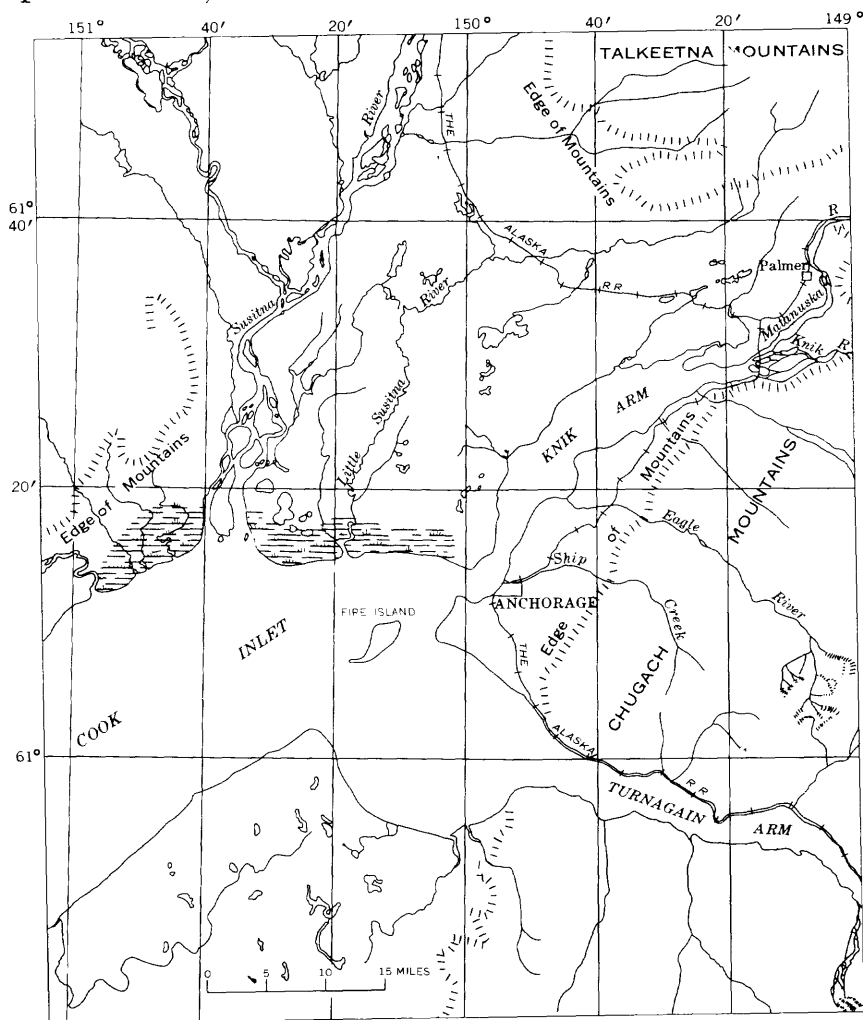 151° 40′ 20′ 150° 40′ 20′ 149°
TALKEETNA MOUNTAINS
River
THE
Edge of Mountains
61°
40′
R
ALASKA
Palmer
RR
River
Susitna
Matanuska
Knik
R
ARM
Susitna
KNIK
Mountains
MOUNTAINS
Edge of Mountains
Little
20′
of
Eagle
Ship
ANCHORAGE
River
FIRE ISLAND
Creek
INLET
Edge
THE
CHUGACH
COOK
ALASKA
61°
RR
TURNAGAIN
ARM
0 5 10 15 MILES